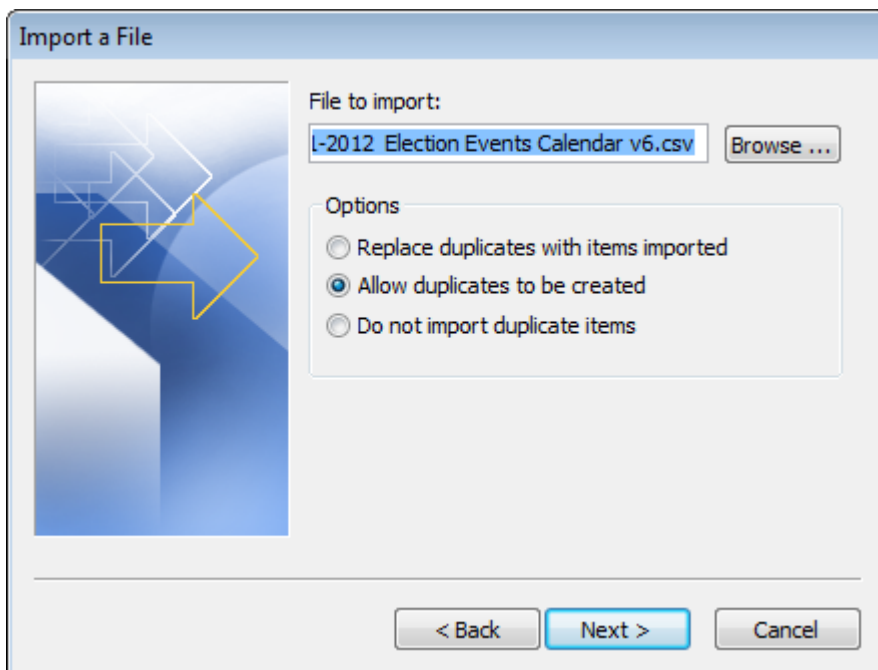 Import a File
File to import:
1-2012 Election Events Calendar v6.csv
Browse ...
Options
Replace duplicates with items imported
Allow duplicates to be created
Do not import duplicate items
< Back
Next >
Cancel